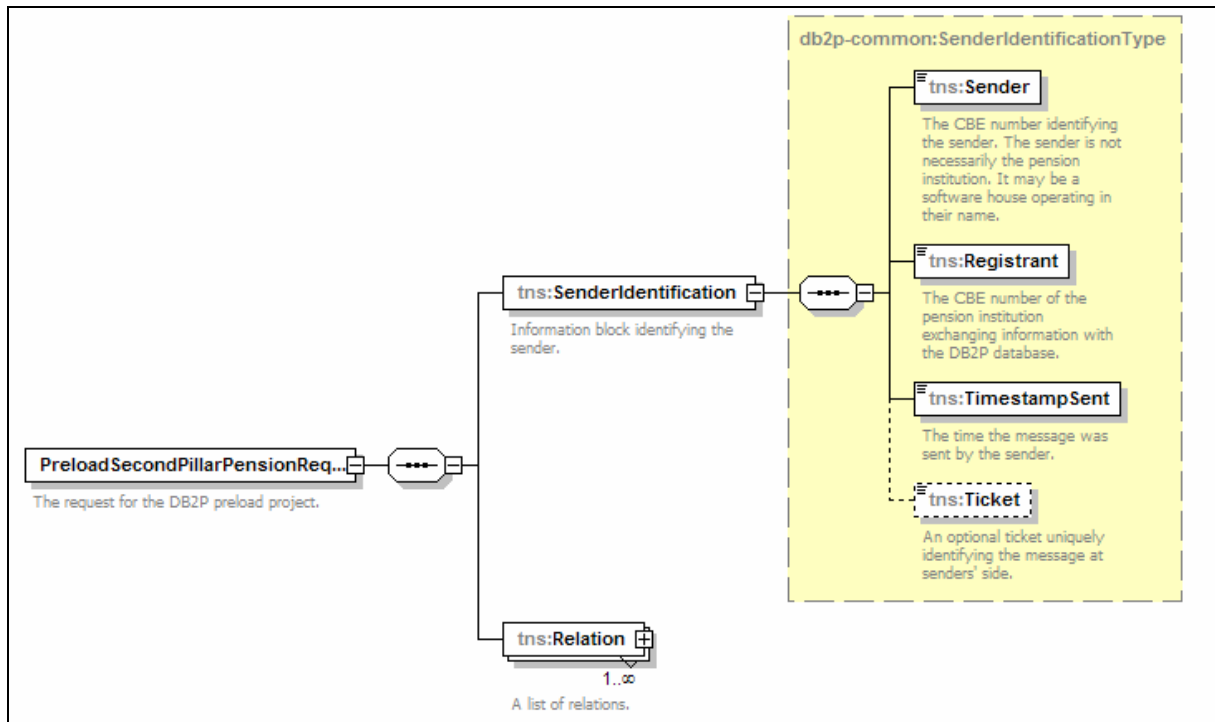 db2p-common:SenderIdentificationType
tns:Sender
The CBE number identifying
the sender. The sender is not
necessarily the pension
institution. It may be a
software house operating in
their name.
tns:Registrant
The CBE number of the
pension institution
exchanging information with
the DB2P database.
tns:SenderIdentification
Information block identifying the
sender.
tns:TimestampSent
The time the message was
sent by the sender.
PreloadSecondPillarPensionReq...
The request for the DB2P preload project.
tns:Ticket
An optional ticket uniquely
identifying the message at
senders' side.
tns:Relation
1..∞
A list of relations.